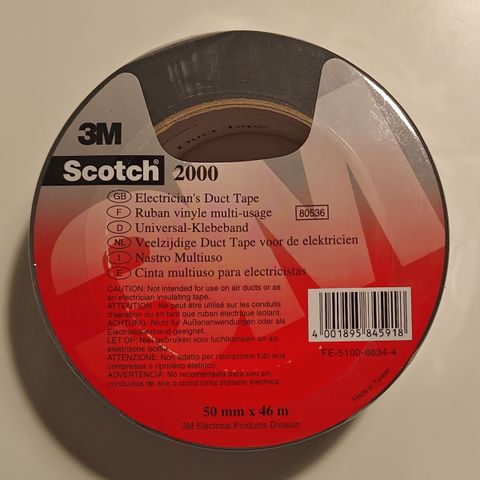 Duct Tape
3M
Scotch 2000
GB Electrician's Duct Tape
F Ruban vinyle multi-usage
80536
D Universal-Klebeband
NL Veelzijdige Duct Tape voor de elektricien
I Nastro Multiuso
E Cinta multiuso para electricistas
CAUTION: Not intended for use on air ducts or as
an electrician insulating tape.
ATTENTION: Ne peut être utilisé sur les conduits
d'aération ou en tant que ruban électrique isolant.
ACHTUNG: Nicht für Außenanwendungen oder als
Electroisolierband geeignet.
LET OP: Niet bedoeld voor luchtkanalen en als
elektrische isolatie
ATTENZIONE: Non adatto per riparazione tubi aria
compressa o ripristino elettrico
ADVERTENCIA: No recomendada para uso en
conductos de aire o como cinta aislante electrica
4 001895 845918
FE-5100-8634-4
Made in Taiwan
50 mm x 46 m
3M Electrical Products Division